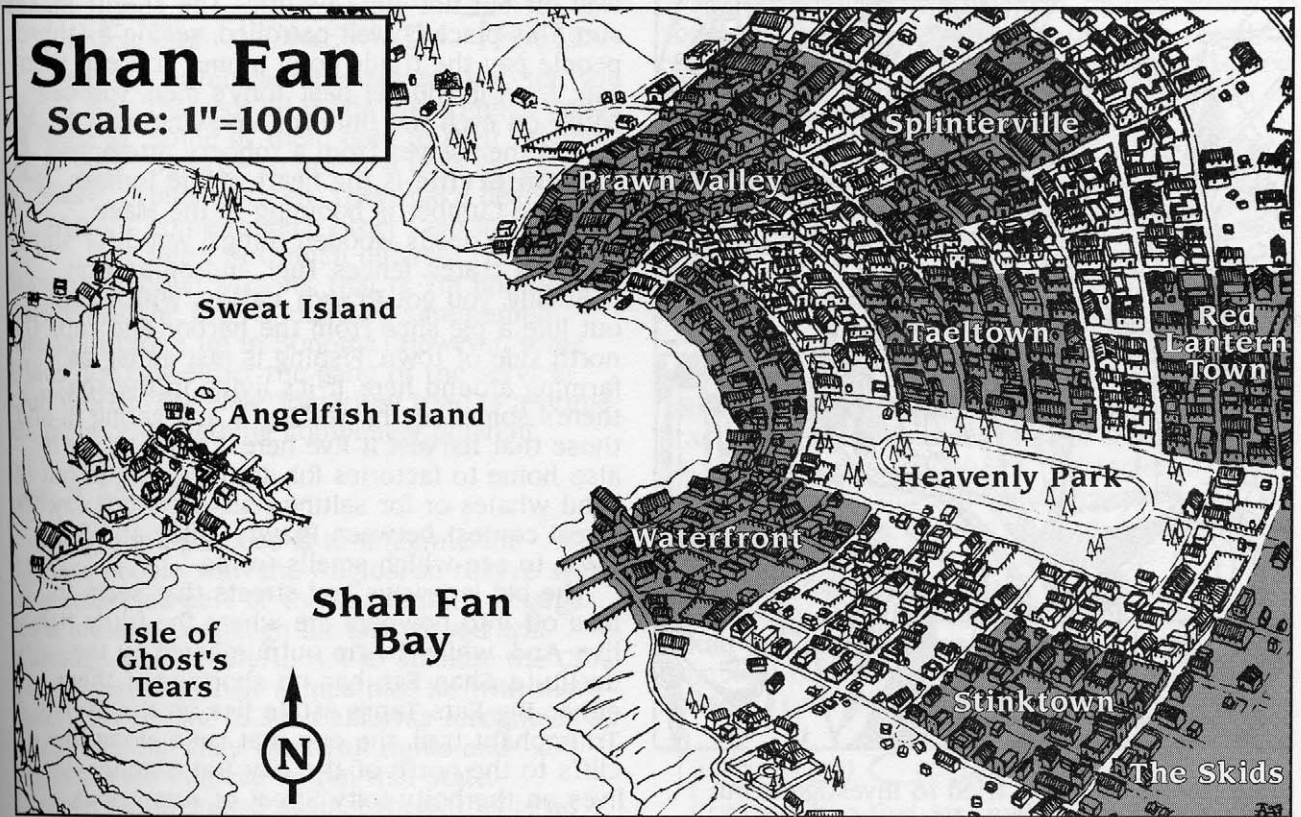 Shan Fan
Scale: 1"=1000'
Splinterville
Prawn Valley
Sweat Island
Taeltown
Red
Lantern
Town
Angelfish Island
Heavenly Park
Waterfront
Shan Fan
Bay
Isle of
Ghost's
Tears
Stinktown
N
The Skids